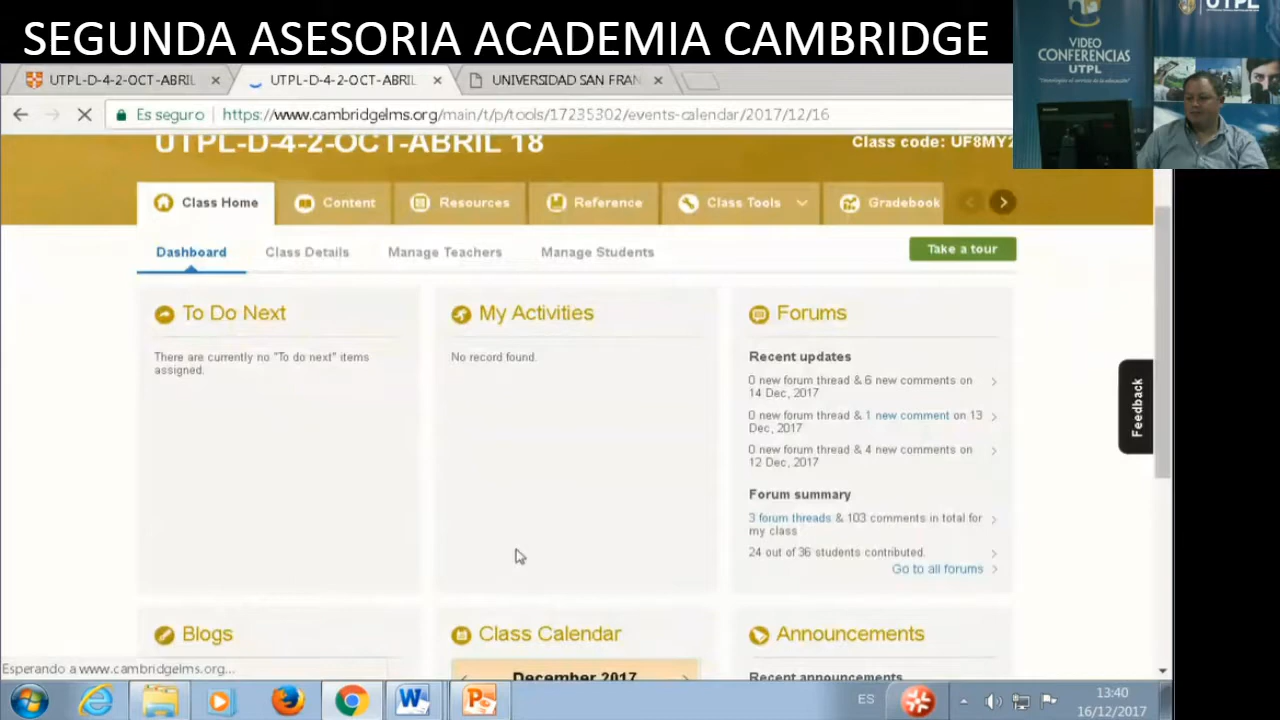 SEGUNDA ASESORIA ACADEMIA CAMBRIDGE
UTPL
VIDEO
CONFERENCIAS
UTPL
UTPL-D-4-2-OCT-ABRIL
UTPL-D-4-2-OCT-ABRIL
UNIVERSIDAD SAN FRAN
Es seguro
https://www.cambridgelms.org/main/t/p/tools/17235302/events-calendar/2017/12/16
UTPL-D-4-2-OCT-ABRIL 18
Class code: UF8MY
Class Home
Content
Resources
Reference
Class Tools
Gradebook
Dashboard
Class Details
Manage Teachers
Manage Students
Take a tour
To Do Next
There are currently no "To do next" items
assigned.
My Activities
No record found.
Forums
Recent updates
0 new forum thread & 6 new comments on
14 Dec, 2017
0 new forum thread & 1 new comment on 13
Dec, 2017
0 new forum thread & 4 new comments on
12 Dec, 2017
Forum summary
3 forum threads & 103 comments in total for
my class
24 out of 36 students contributed.
Go to all forums
Feedback
Blogs
Class Calendar
December 2017
Announcements
Recent announcements
Esperando a www.cambridgelms.org...
ES
13:40
16/12/2017